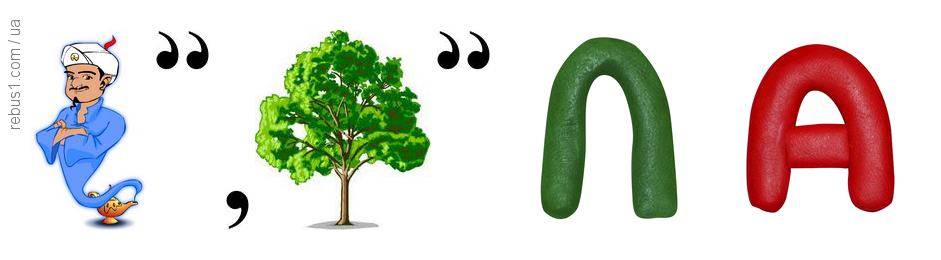 rebus1.com / ua
,, , ,, Л А